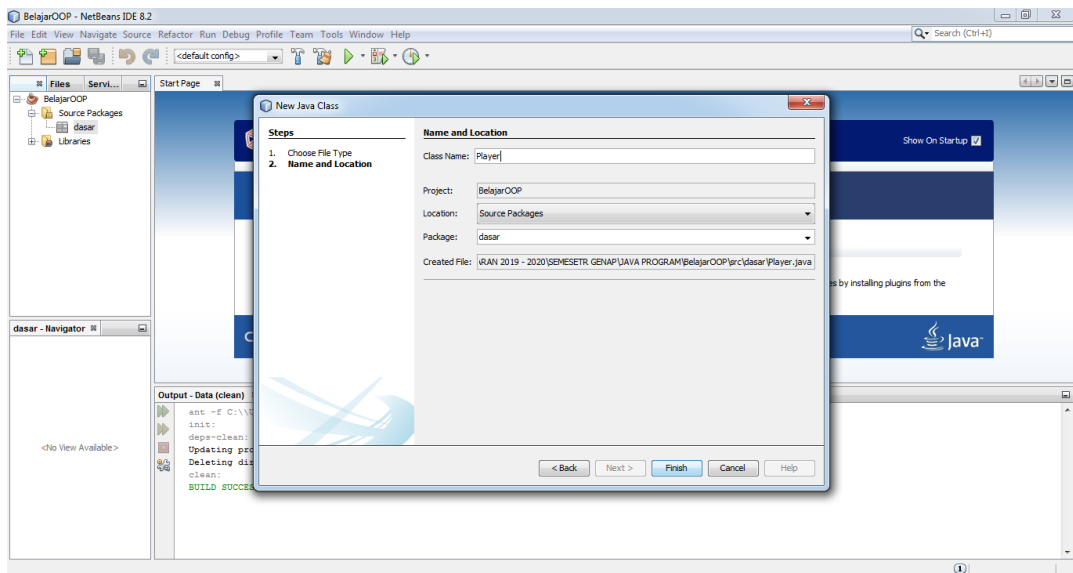 BelajarOOP - NetBeans IDE 8.2
File Edit View Navigate Source Refactor Run Debug Profile Team Tools Window Help
Search (Ctrl+I)
<default config>
Files Servi...
Start Page
BelajarOOP
Source Packages
dasar
Libraries
Show On Startup
New Java Class
Steps
1. Choose File Type
2. Name and Location
Name and Location
Class Name: Player
Project: BelajarOOP
Location: Source Packages
Package: dasar
Created File: RAN 2019 - 2020\SEMESETR GENAP\JAVA PROGRAM\BelajarOOP\src\dasar\Player.java
es by installing plugins from the
Java
dasar - Navigator
<No View Available>
Output - Data (clean)
ant -f C:\\
init:
deps-clean:
Updating pro
Deleting dir
clean:
BUILD SUCCES
< Back Next > Finish Cancel Help
1